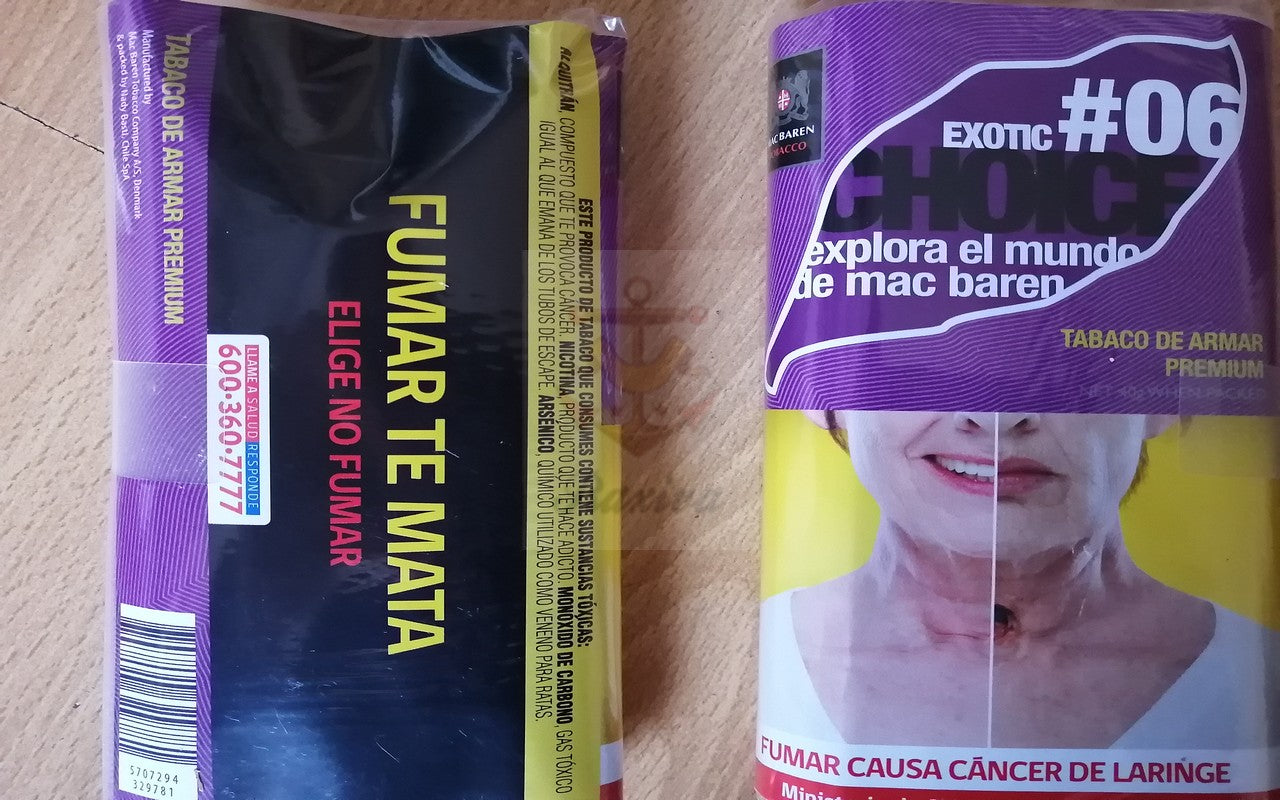 TABACO DE ARMAR PREMIUM
Manufactured by
Mac Baren Tobacco Company A/S, Denmark
& packed by Nady Basti, Chile SpA
5707294
329781
LLAME A SALUD RESPONDE
600·360·7777
FUMAR TE MATA
ELIGE NO FUMAR
ESTE PRODUCTO DE TABACO QUE CONSUMES CONTIENE SUSTANCIAS TÓXICAS:
ALQUITRÁN, COMPUESTO QUE TE PROVOCA CÁNCER. NICOTINA, PRODUCTO QUE TE HACE ADICTO. MONÓXIDO DE CARBONO, GAS TÓXICO
IGUAL AL QUE EMANA DE LOS TUBOS DE ESCAPE. ARSÉNICO, QUÍMICO UTILIZADO COMO VENENO PARA RATAS.
MAC BAREN
TOBACCO
EXOTIC #06
CHOICE
explora el mundo
de mac baren
TABACO DE ARMAR
PREMIUM
WHEN PACKED
FUMAR CAUSA CÁNCER DE LARINGE